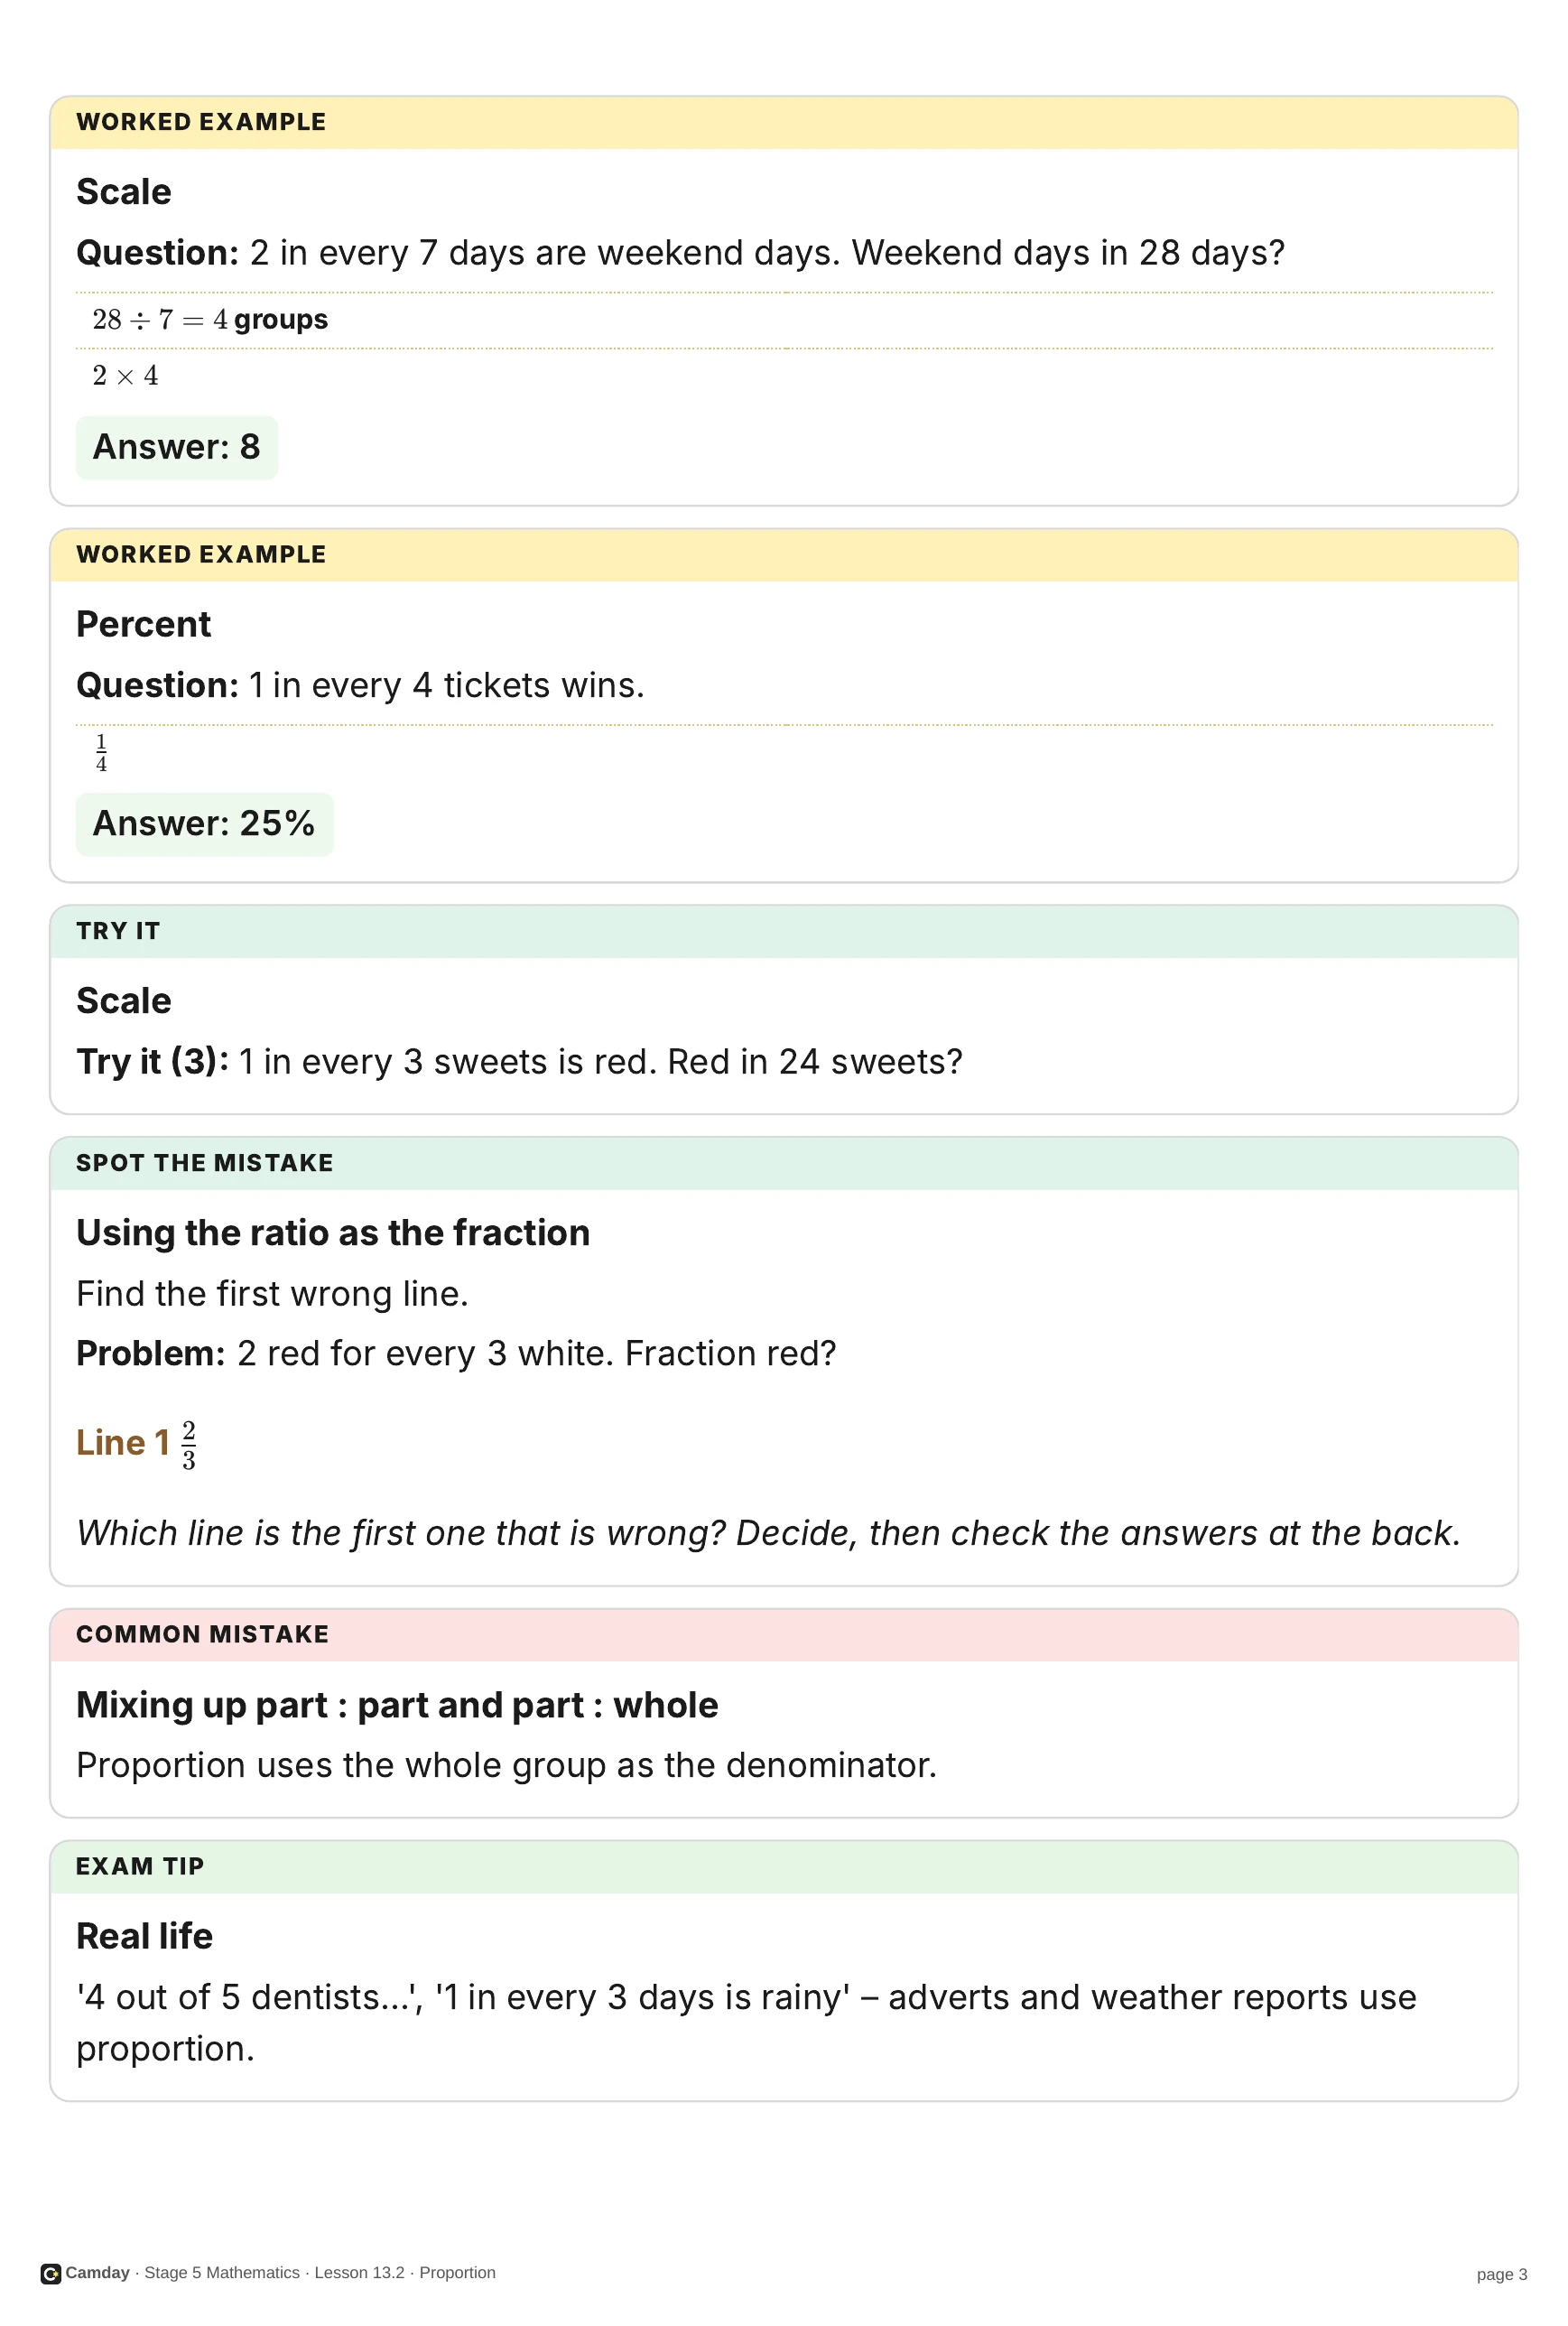 WORKED EXAMPLE
Scale
Question: 2 in every 7 days are weekend days. Weekend days in 28 days?
28 ÷ 7 = 4 groups
2 × 4
Answer: 8
WORKED EXAMPLE
Percent
Question: 1 in every 4 tickets wins.
1/4
Answer: 25%
TRY IT
Scale
Try it (3): 1 in every 3 sweets is red. Red in 24 sweets?
SPOT THE MISTAKE
Using the ratio as the fraction
Find the first wrong line.
Problem: 2 red for every 3 white. Fraction red?
Line 1 2/3
Which line is the first one that is wrong? Decide, then check the answers at the back.
COMMON MISTAKE
Mixing up part : part and part : whole
Proportion uses the whole group as the denominator.
EXAM TIP
Real life
'4 out of 5 dentists...', '1 in every 3 days is rainy' – adverts and weather reports use
proportion.
Camday · Stage 5 Mathematics · Lesson 13.2 · Proportion
page 3